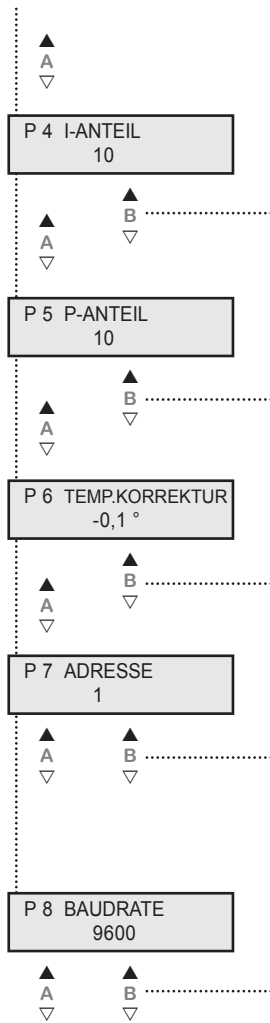 ▲
A
▽
P 4 I-ANTEIL
10
▲ ▲
A B
▽ ▽
P 5 P-ANTEIL
10
▲ ▲
A B
▽ ▽
P 6 TEMP.KORREKTUR
-0,1 °
▲ ▲
A B
▽ ▽
P 7 ADRESSE
1
▲ ▲
A B
▽ ▽
P 8 BAUDRATE
9600
▲ ▲
A B
▽ ▽